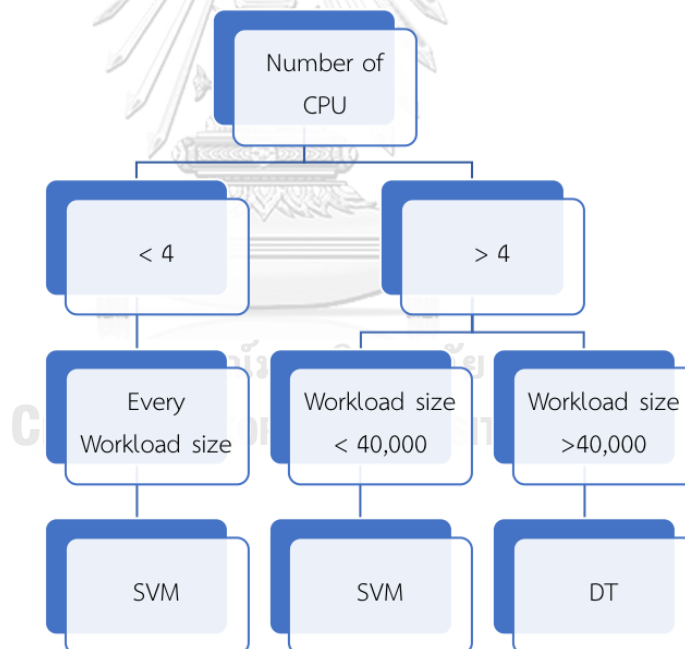 Number of
CPU
< 4
> 4
Every
Workload size
Workload size
< 40,000
Workload size
>40,000
SVM
SVM
DT